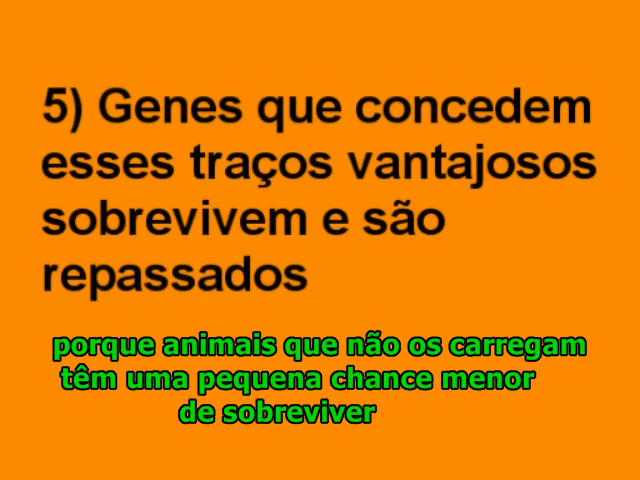 5) Genes que concedem
esses traços vantajosos
sobrevivem e são
repassados
porque animais que não os carregam
têm uma pequena chance menor
de sobreviver